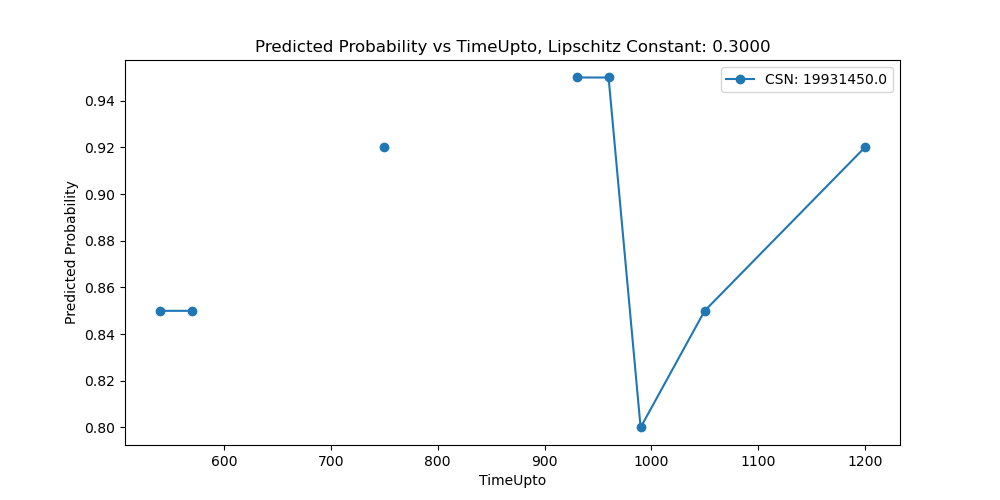 Predicted Probability vs TimeUpto, Lipschitz Constant: 0.3000
CSN: 19931450.0
Predicted Probability
0.94
0.92
0.90
0.88
0.86
0.84
0.82
0.80
600 700 800 900 1000 1100 1200
TimeUpto